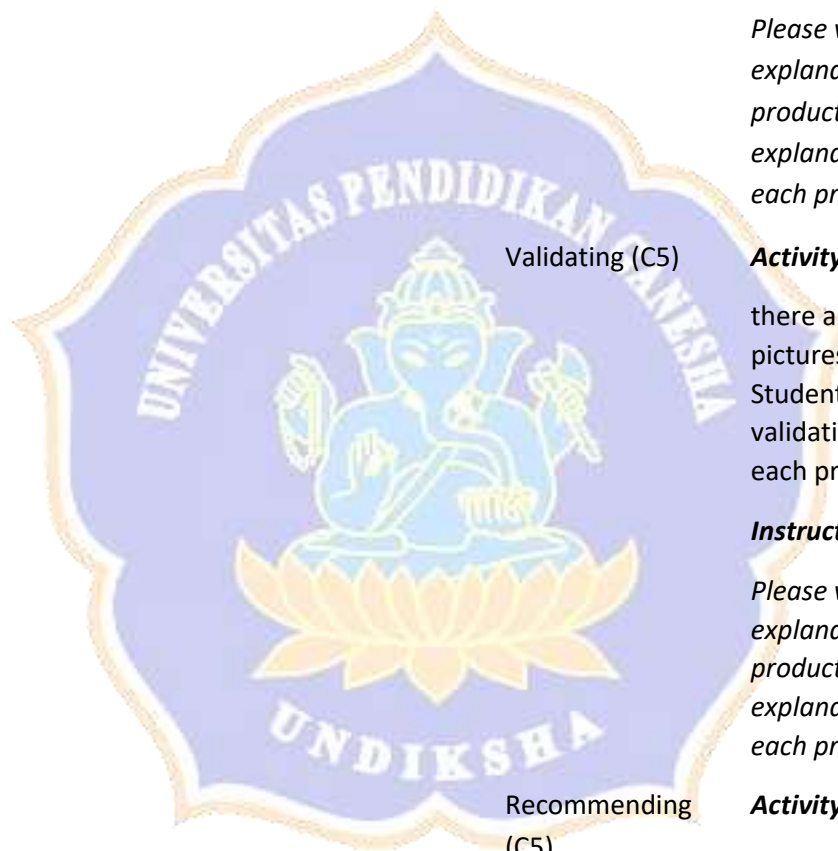 Please
explana
product
explana
each pr
UNIVERSITAS PENDIDIKAN GANESHA
Validating (C5) Activity
there a
pictures
Student
validati
each pr
Instruct
Please
explana
product
explana
each pr
UNDIKSHA
Recommending Activity
(C5)